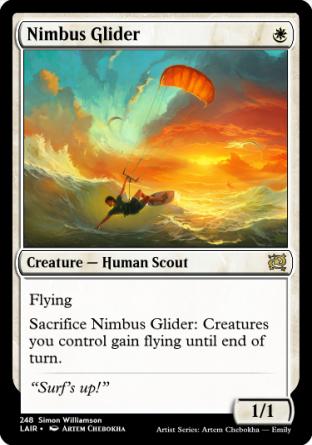 Nimbus Glider
Creature — Human Scout
Flying
Sacrifice Nimbus Glider: Creatures
you control gain flying until end of
turn.
“Surf’s up!”
1/1
248 Simon Williamson
LAIR • Artem Chebokha
Artist Series: Artem Chebokha — Emily